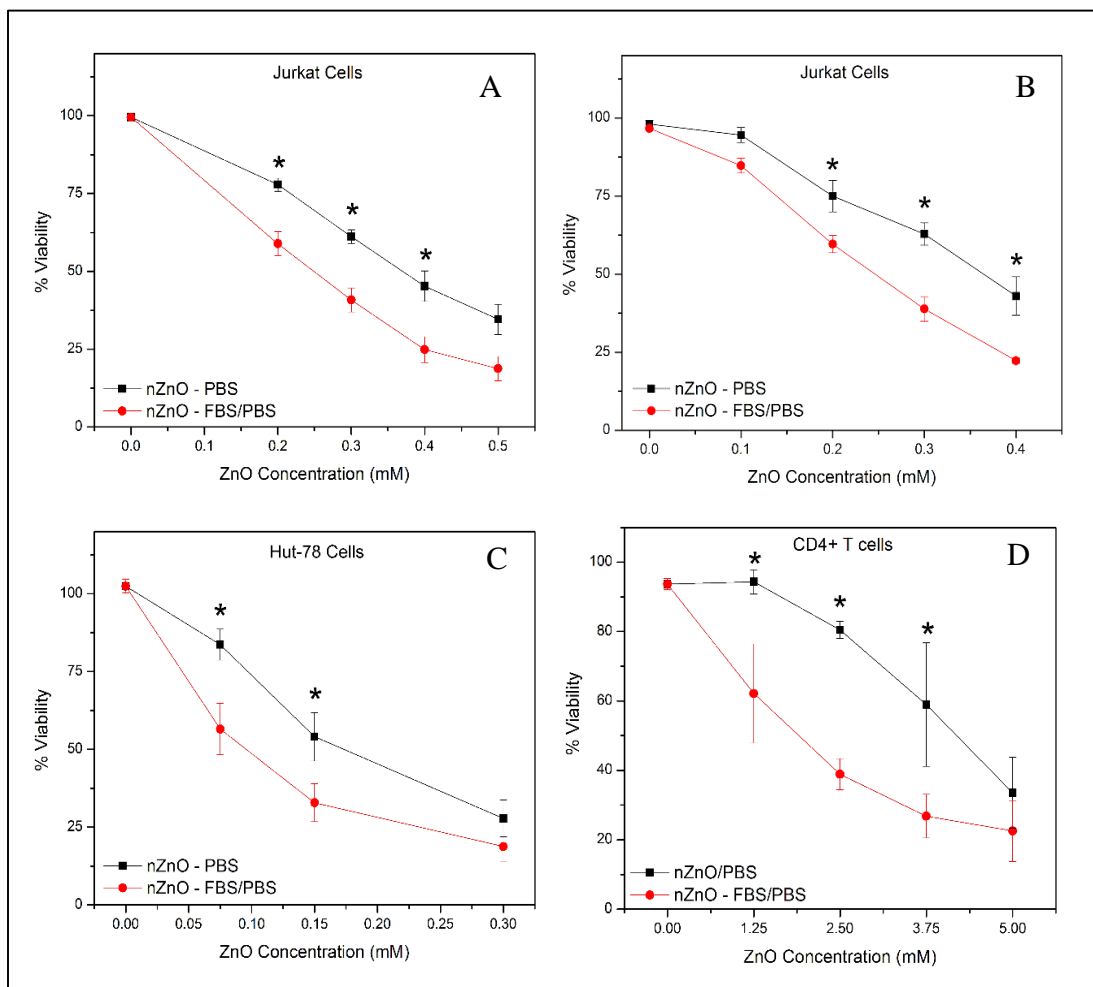 Jurkat Cells
A
*
*
*
100
75
50
25
0
% Viability
nZnO - PBS
nZnO - FBS/PBS
0.0 0.1 0.2 0.3 0.4 0.5
ZnO Concentration (mM)
Jurkat Cells
B
*
*
*
100
75
50
25
0
% Viability
nZnO - PBS
nZnO - FBS/PBS
0.0 0.1 0.2 0.3 0.4
ZnO Concentration (mM)
Hut-78 Cells
C
*
*
100
75
50
25
0
% Viability
nZnO - PBS
nZnO - FBS/PBS
0.00 0.05 0.10 0.15 0.20 0.25 0.30
ZnO Concentration (mM)
CD4+ T cells
D
*
*
*
100
80
60
40
20
0
% Viability
nZnO/PBS
nZnO - FBS/PBS
0.00 1.25 2.50 3.75 5.00
ZnO Concentration (mM)